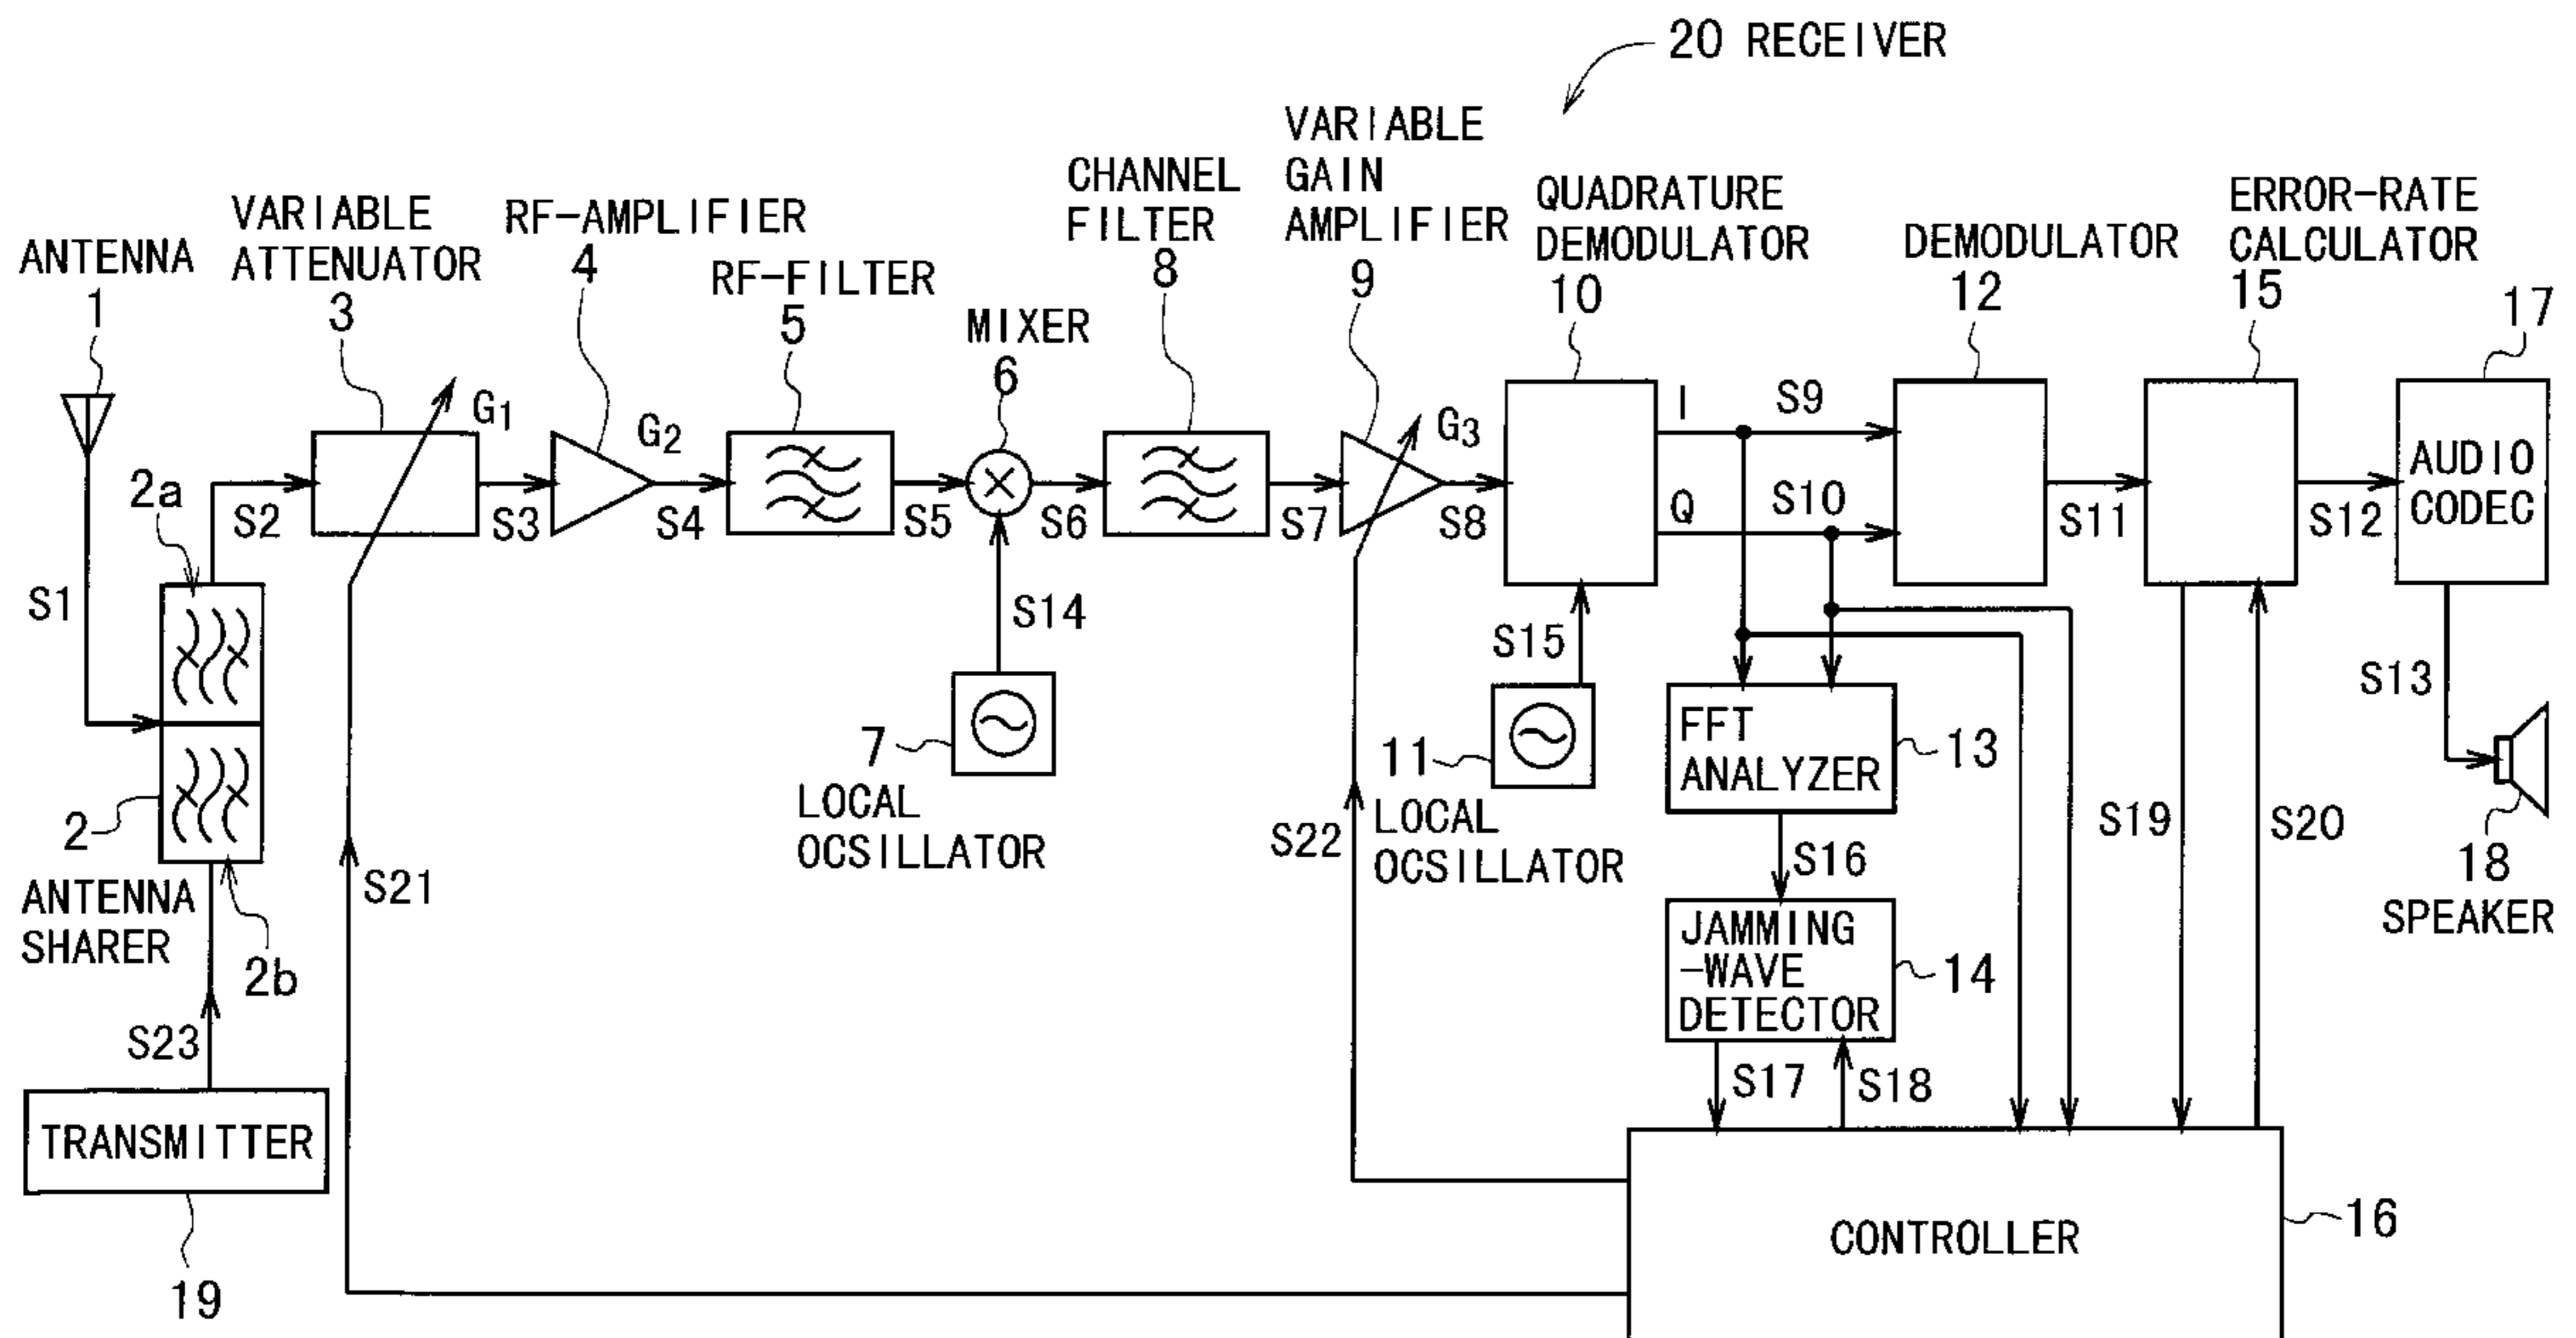 20 RECEIVER
VARIABLE
GAIN
AMPLIFIER
9
CHANNEL
FILTER
8
QUADRATURE
DEMODULATOR
10
ERROR-RATE
CALCULATOR
15
DEMODULATOR
12
VARIABLE
ATTENUATOR
3
RF-AMPLIFIER
4
ANTENNA
1
RF-FILTER
5
MIXER
6
17
G1
G2
G3
I
S9
Q
S10
2a
S2
S3
S4
S5
S6
S7
S8
S11
S12
AUDIO
CODEC
S1
S14
S15
S13
7
LOCAL
OCSILLATOR
11
LOCAL
OCSILLATOR
FFT
ANALYZER
13
2
ANTENNA
SHARER
2b
S21
S22
S16
S19
S20
18
SPEAKER
JAMMING
-WAVE
DETECTOR
14
S23
S17
S18
TRANSMITTER
19
CONTROLLER
16